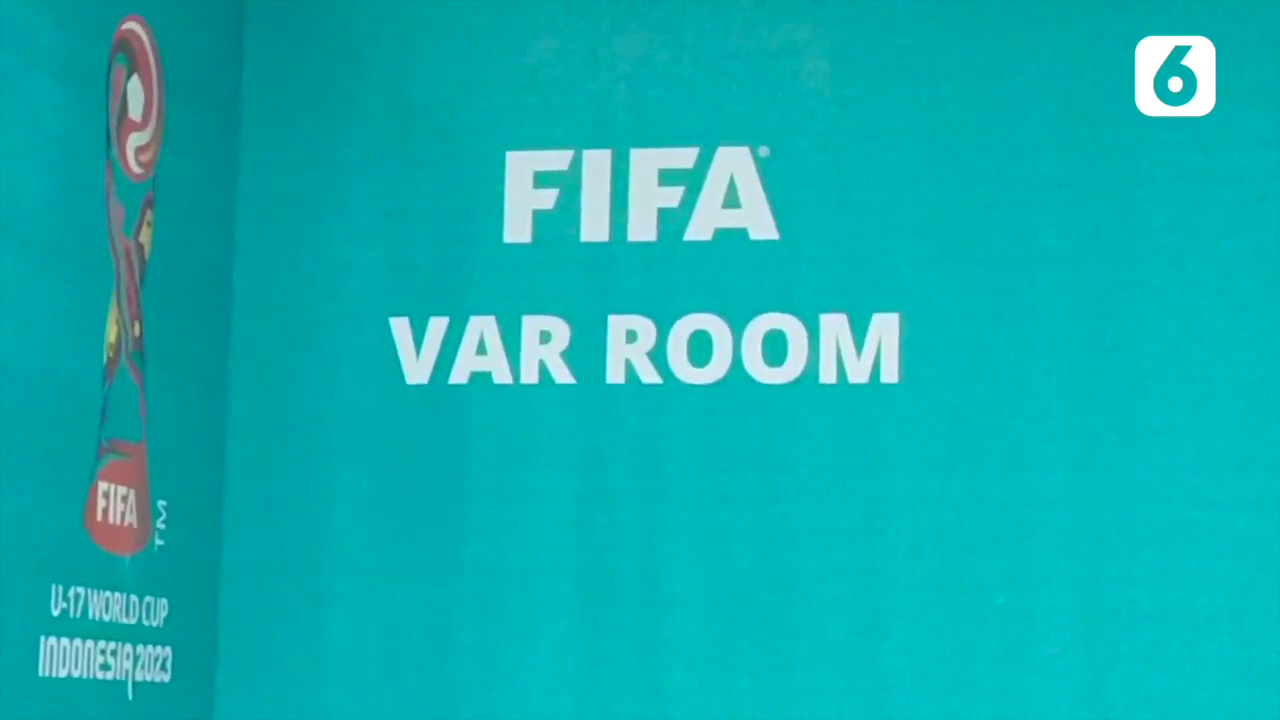 6
FIFA
VAR ROOM
FIFA
TM
U-17 WORLD CUP
INDONESIA 2023